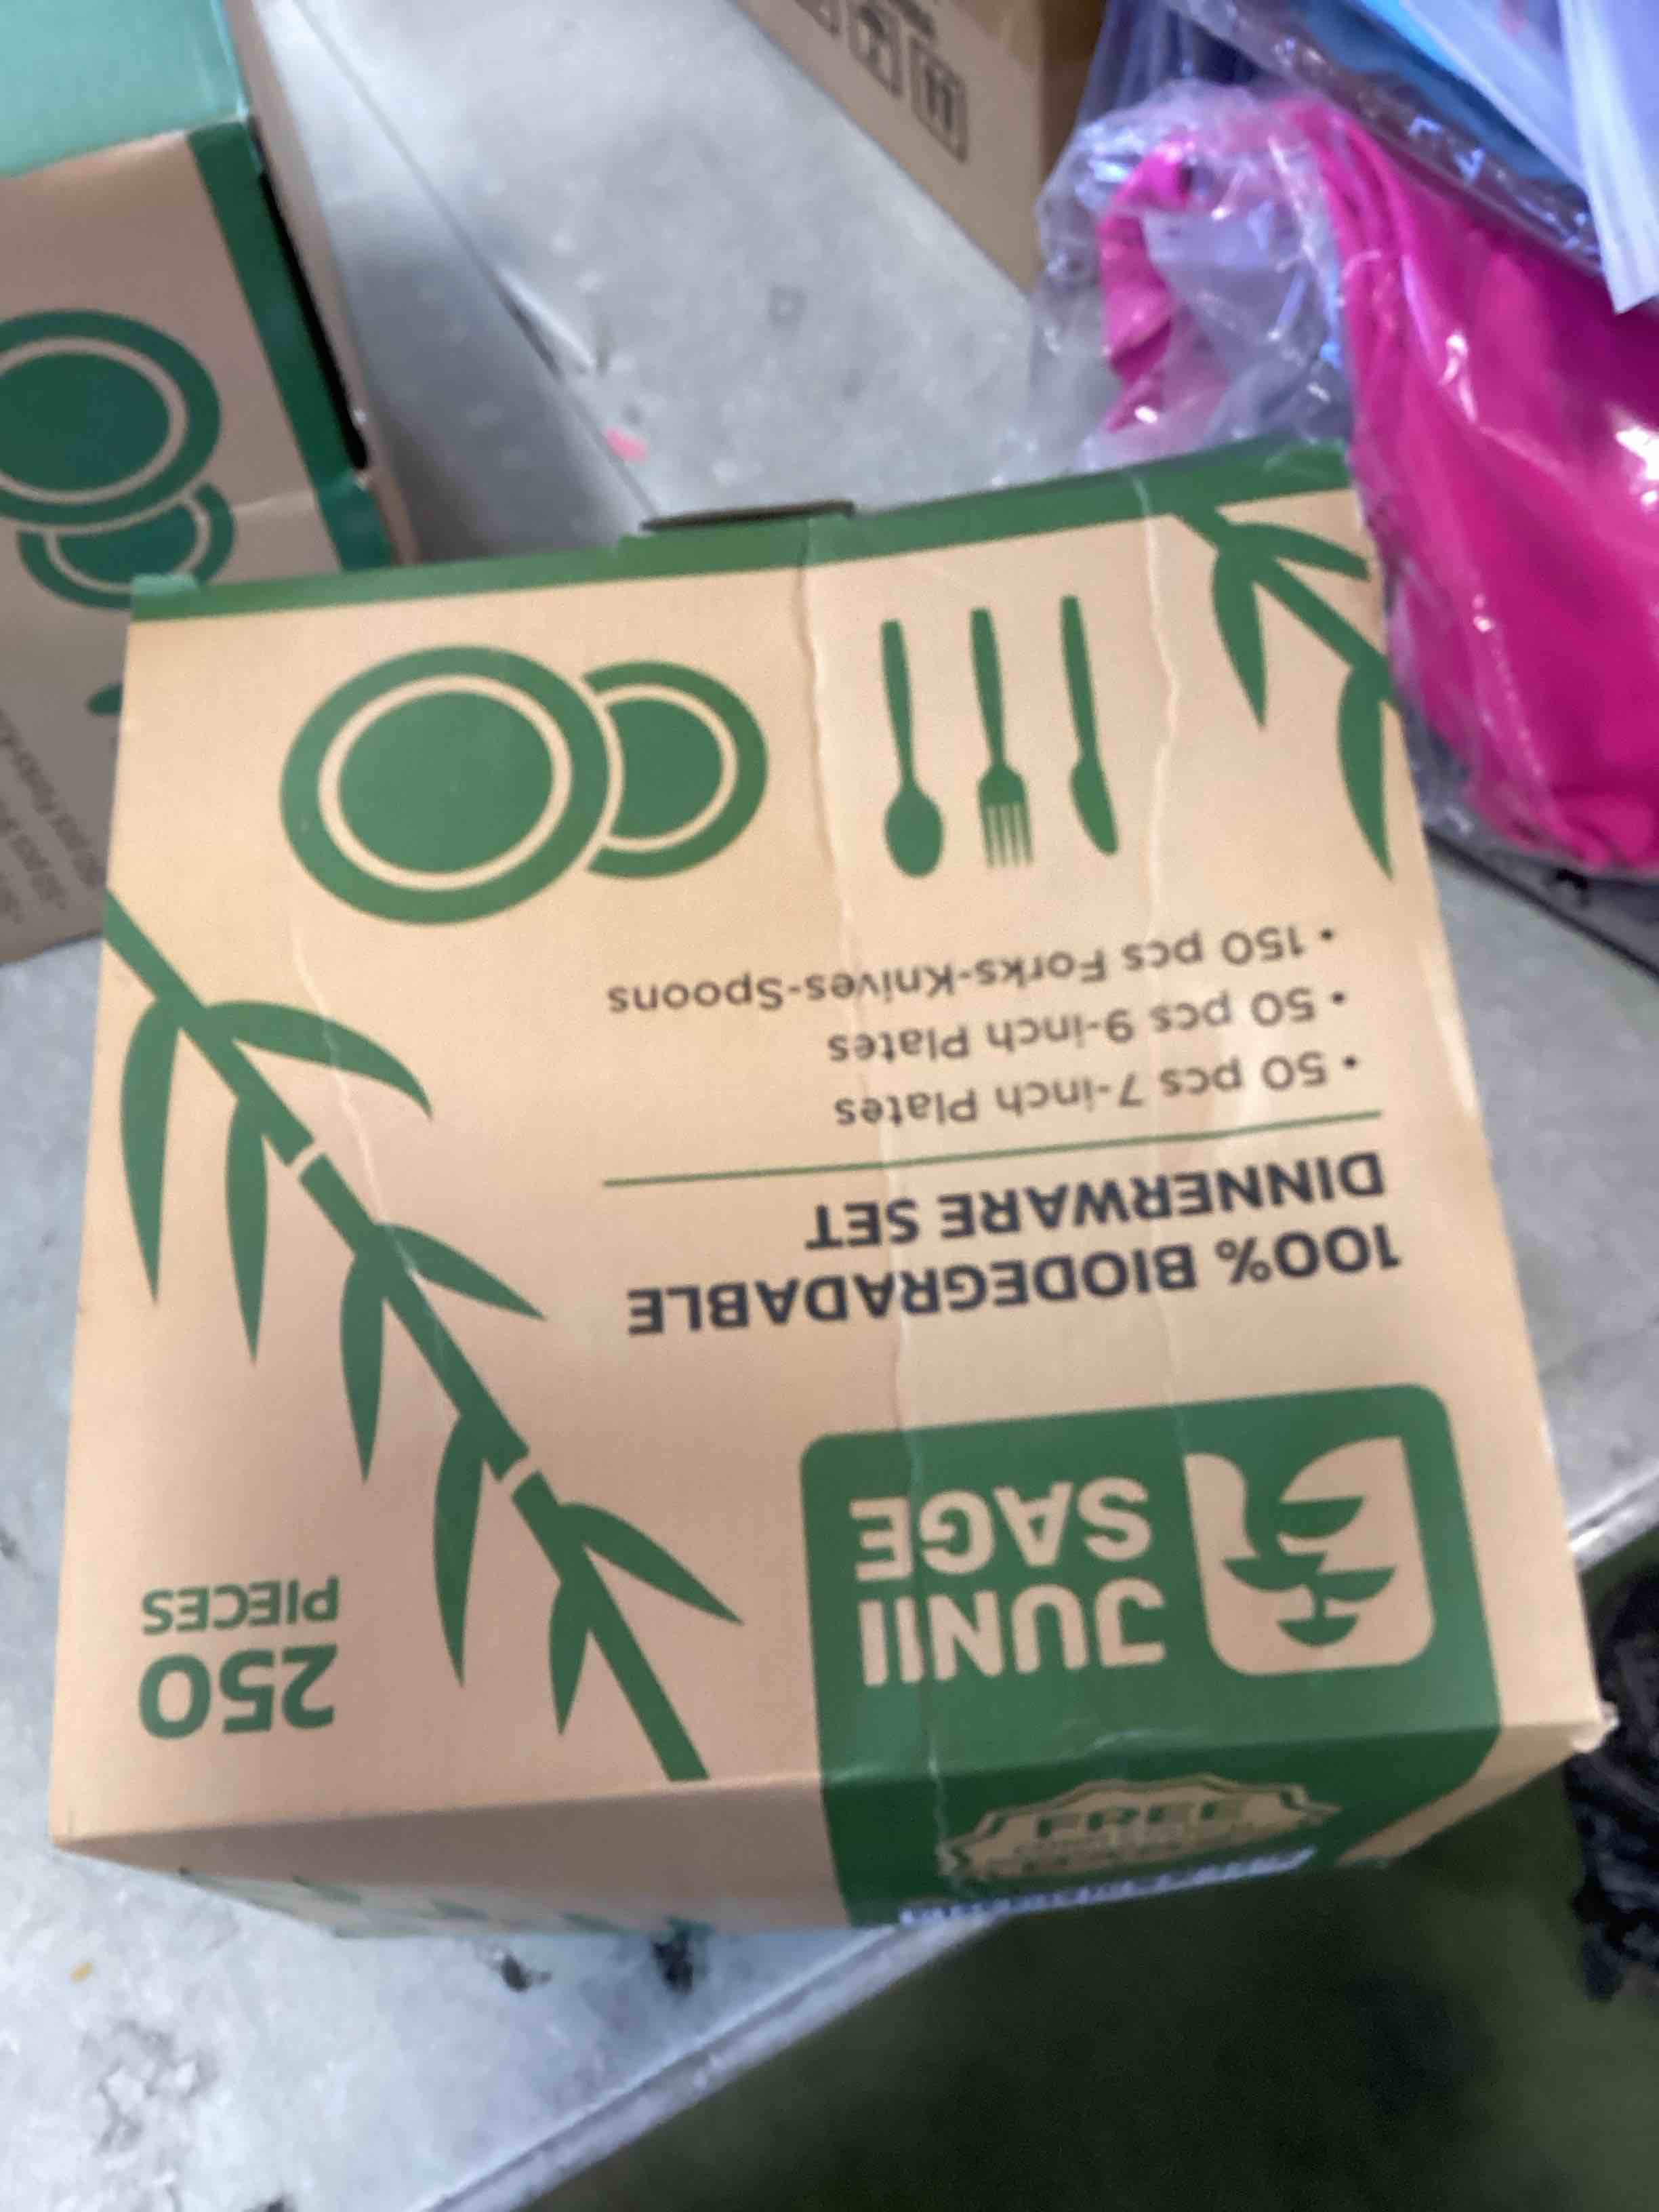 JUNII
SAGE
250
PIECES
100% BIODEGRADABLE
DINNERWARE SET
• 50 pcs 7-inch Plates
• 50 pcs 9-inch Plates
• 150 pcs Forks-Knives-Spoons
FREE